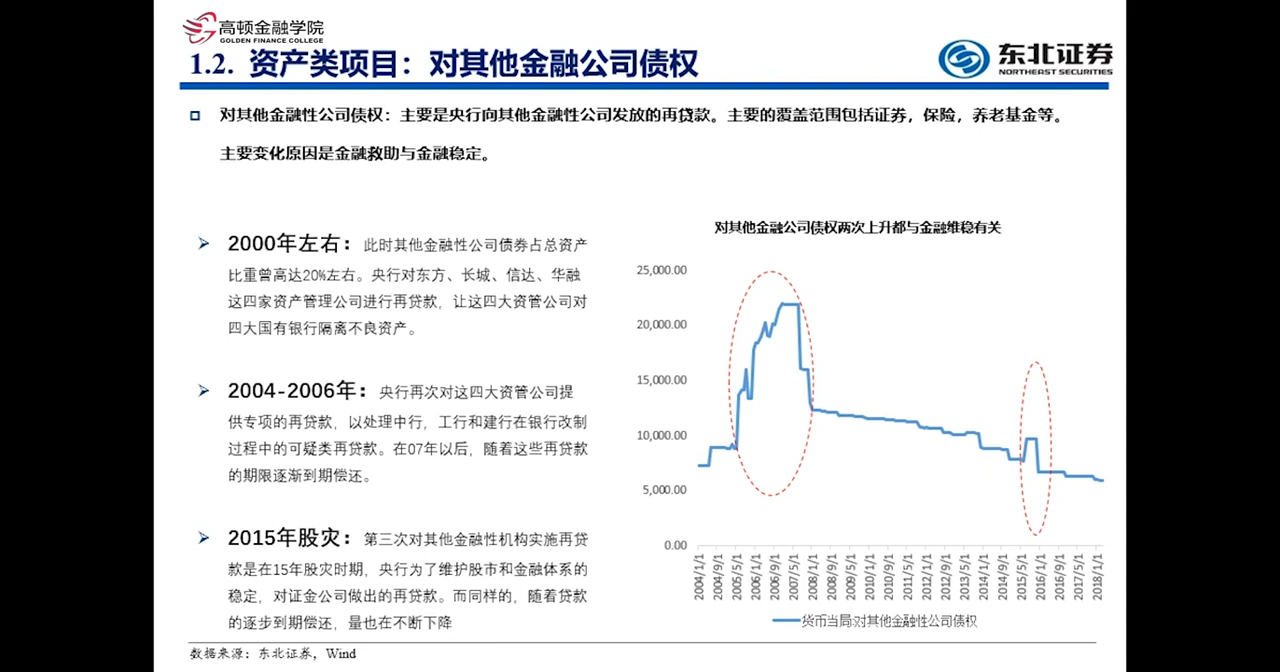 高顿金融学院
GOLDEN FINANCE COLLEGE
1.2. 资产类项目：对其他金融公司债权
东北证券
NORTHEAST SECURITIES
对其他金融性公司债权：主要是央行向其他金融性公司发放的再贷款。主要的覆盖范围包括证券，保险，养老基金等。
主要变化原因是金融救助与金融稳定。
2000年左右：此时其他金融性公司债券占总资产
比重曾高达20%左右。央行对东方、长城、信达、华融
这四家资产管理公司进行再贷款，让这四大资管公司对
四大国有银行隔离不良资产。
2004-2006年：央行再次对这四大资管公司提
供专项的再贷款，以处理中行，工行和建行在银行改制
过程中的可疑类再贷款。在07年以后，随着这些再贷款
的期限逐渐到期偿还。
2015年股灾：第三次对其他金融性机构实施再贷
款是在15年股灾时期，央行为了维护股市和金融体系的
稳定，对证金公司做出的再贷款。而同样的，随着贷款
的逐步到期偿还，量也在不断下降
对其他金融公司债权两次上升都与金融维稳有关
25,000.00
20,000.00
15,000.00
10,000.00
5,000.00
0.00
2004/1/1
2004/9/1
2005/5/1
2006/1/1
2006/9/1
2007/5/1
2008/1/1
2008/9/1
2009/5/1
2010/1/1
2010/9/1
2011/5/1
2012/1/1
2012/9/1
2013/5/1
2014/1/1
2014/9/1
2015/5/1
2016/1/1
2016/9/1
2017/5/1
2018/1/1
货币当局:对其他金融性公司债权
数据来源：东北证券，Wind